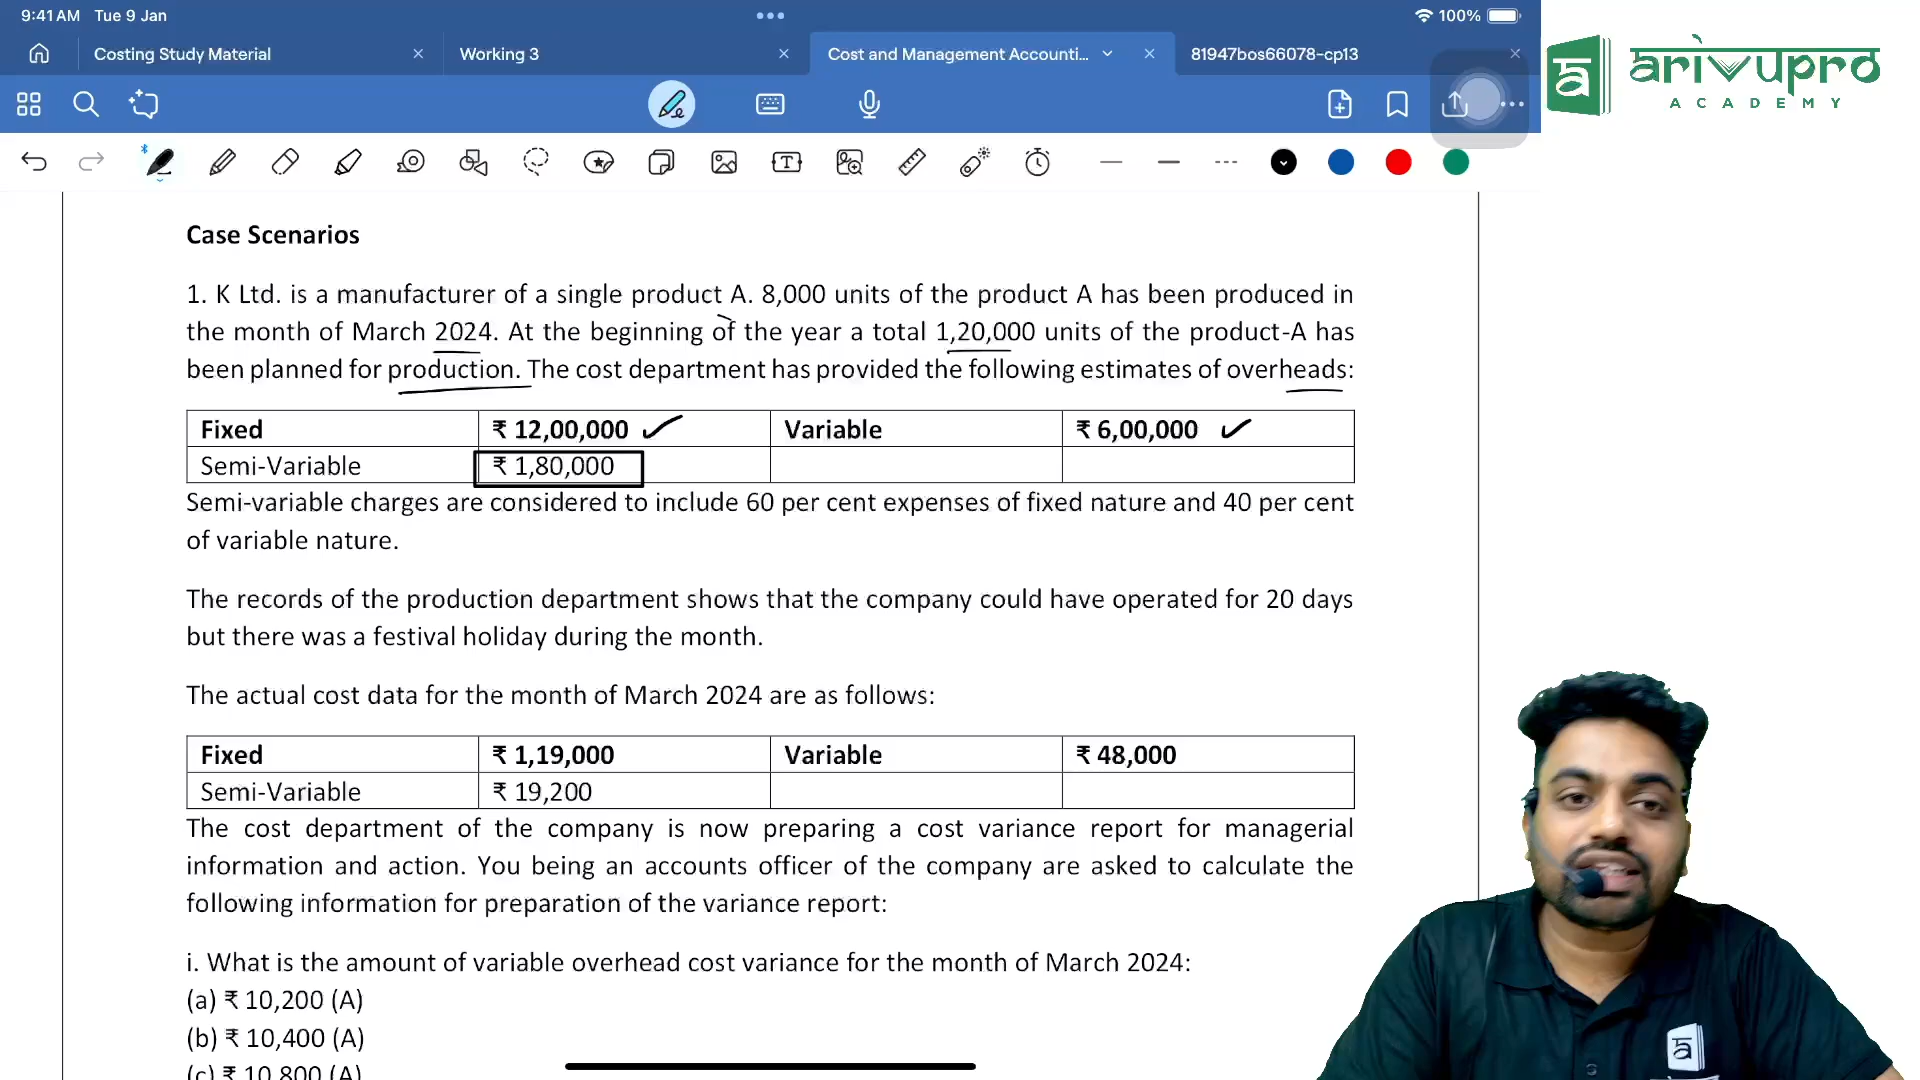 9:41 AM Tue 9 Jan
100%
Costing Study Material
Working 3
Cost and Management Accounti...
81947bos66078-cp13
arivupro
ACADEMY
Case Scenarios
1. K Ltd. is a manufacturer of a single product A. 8,000 units of the product A has been produced in
the month of March 2024. At the beginning of the year a total 1,20,000 units of the product-A has
been planned for production. The cost department has provided the following estimates of overheads:
Fixed ₹ 12,00,000 Variable ₹ 6,00,000
Semi-Variable ₹ 1,80,000
Semi-variable charges are considered to include 60 per cent expenses of fixed nature and 40 per cent
of variable nature.
The records of the production department shows that the company could have operated for 20 days
but there was a festival holiday during the month.
The actual cost data for the month of March 2024 are as follows:
Fixed ₹ 1,19,000 Variable ₹ 48,000
Semi-Variable ₹ 19,200
The cost department of the company is now preparing a cost variance report for managerial
information and action. You being an accounts officer of the company are asked to calculate the
following information for preparation of the variance report:
i. What is the amount of variable overhead cost variance for the month of March 2024:
(a) ₹ 10,200 (A)
(b) ₹ 10,400 (A)
(c) ₹ 10,800 (A)